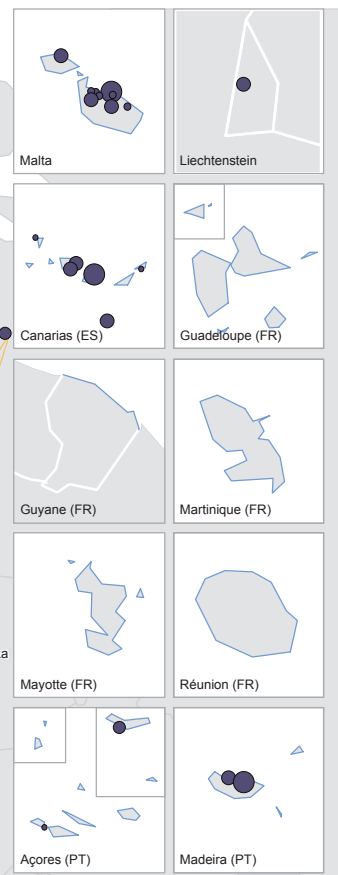 Malta
Liechtenstein
Canarias (ES)
Guadeloupe (FR)
Guyane (FR)
Martinique (FR)
Mayotte (FR)
Réunion (FR)
Açores (PT)
Madeira (PT)